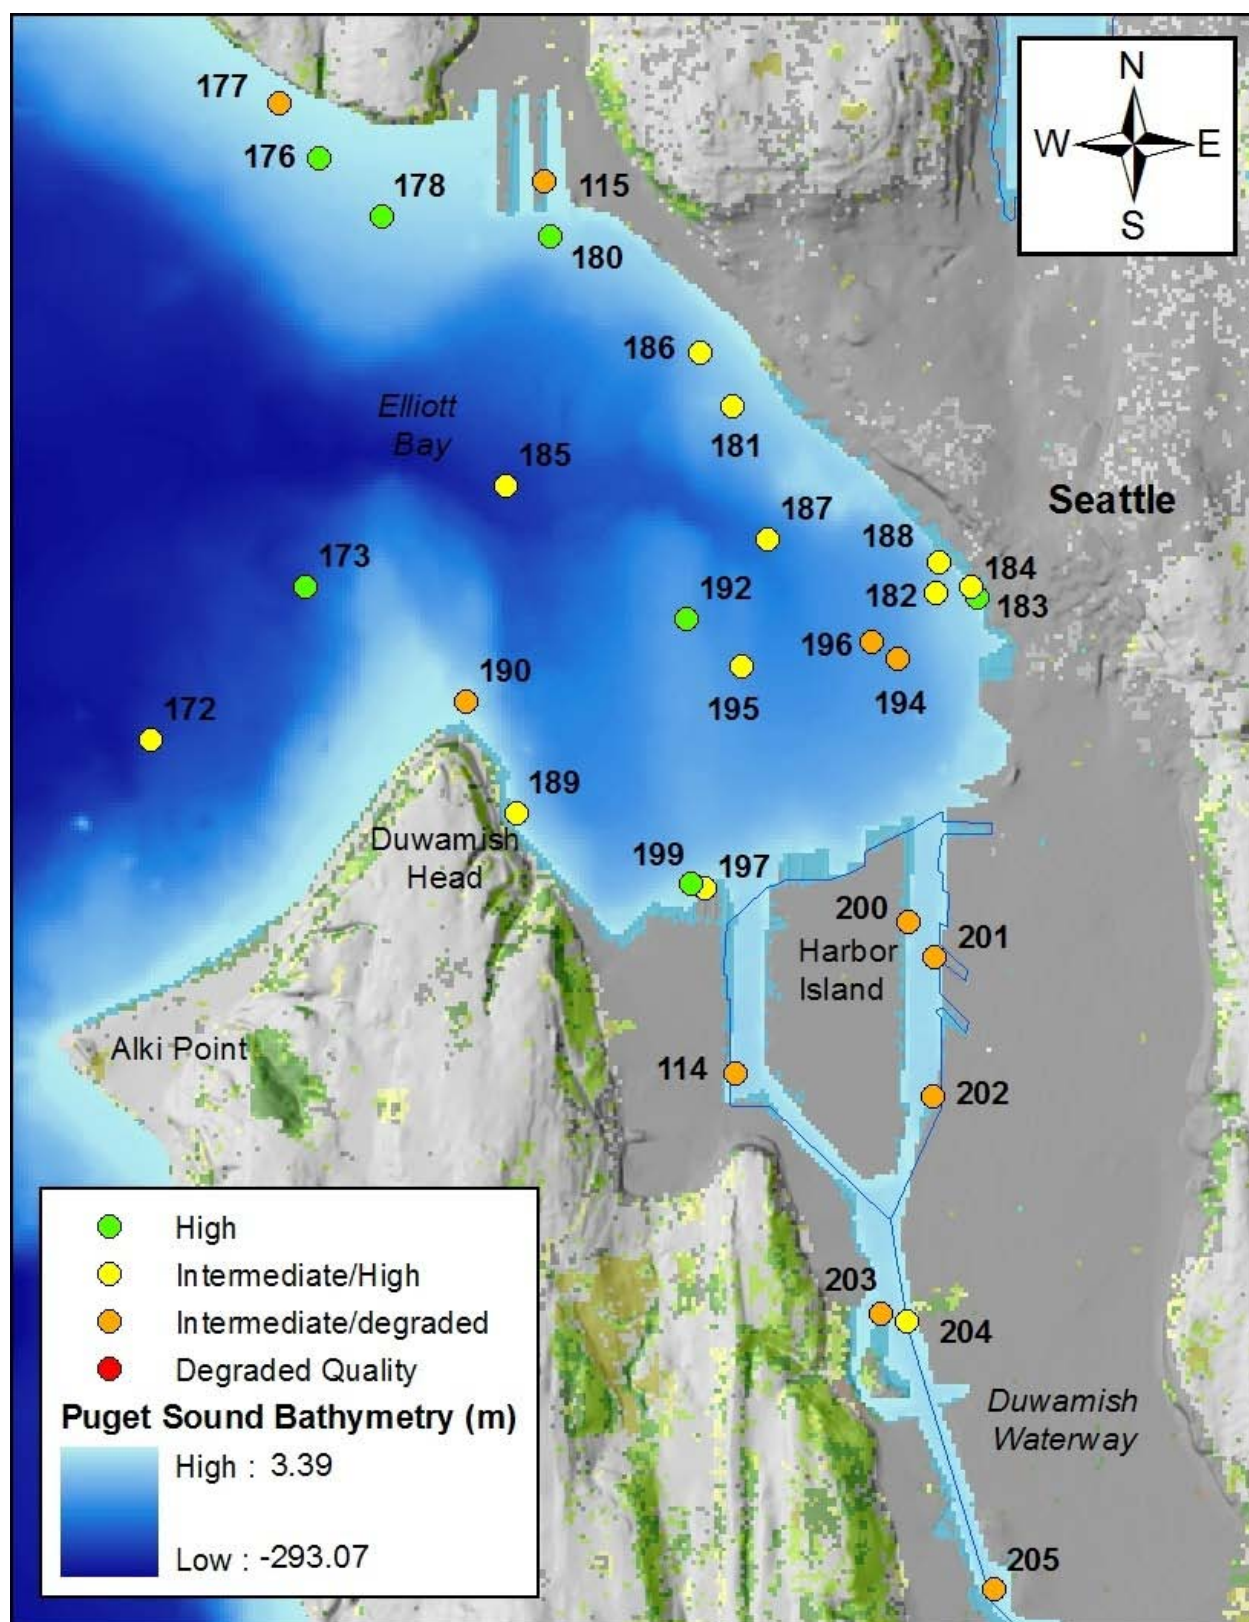 N
177
W E
176
178
115
S
180
186
Elliott
Bay
181
185
Seattle
187
188
173
184
192
182
183
196
190
194
195
172
189
Duwamish
Head
199
197
200
201
Harbor
Island
Alki Point
114
202
High
Intermediate/High
Intermediate/degraded
Degraded Quality
Puget Sound Bathymetry (m)
High : 3.39
Low : -293.07
203
204
Duwamish
Waterway
205